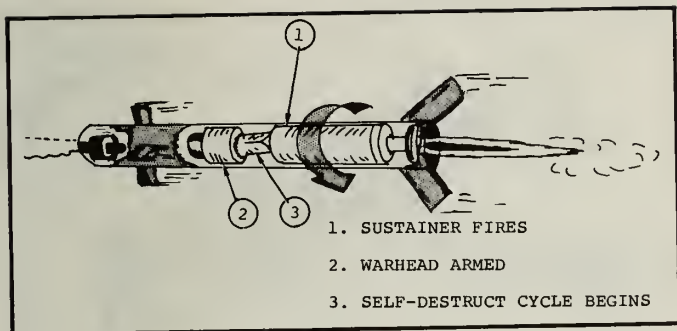 1
2
3
1. SUSTAINER FIRES
2. WARHEAD ARMED
3. SELF-DESTRUCT CYCLE BEGINS